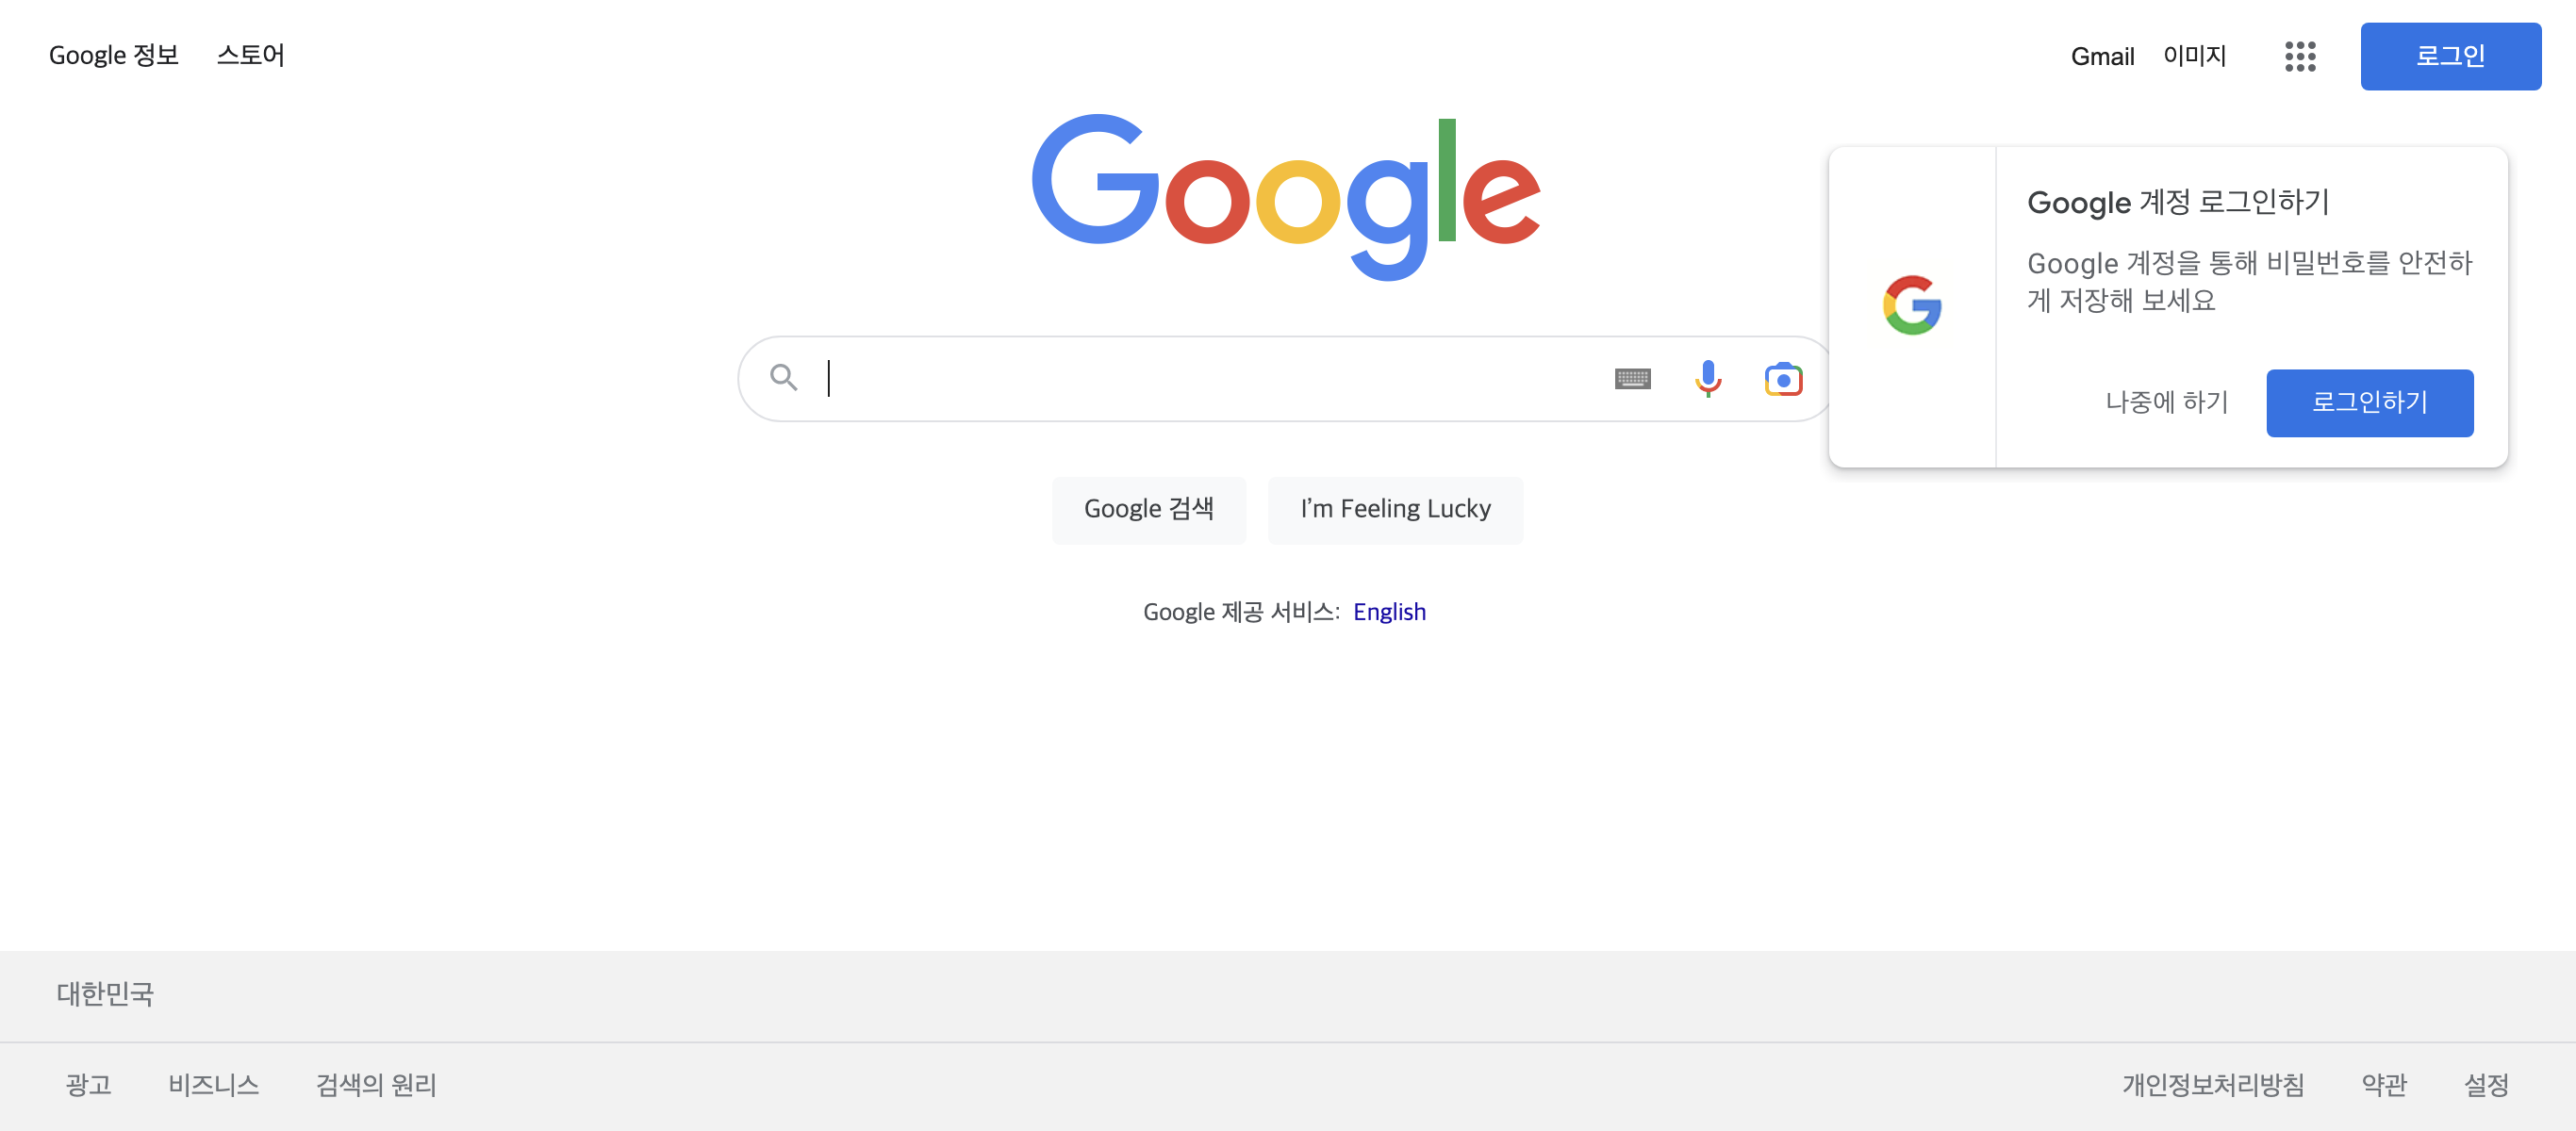 Google 정보 스토어
Gmail 이미지 로그인
Google
Google 계정 로그인하기
Google 계정을 통해 비밀번호를 안전하
게 저장해 보세요
나중에 하기 로그인하기
Google 검색 I'm Feeling Lucky
Google 제공 서비스: English
대한민국
광고 비즈니스 검색의 원리
개인정보처리방침 약관 설정